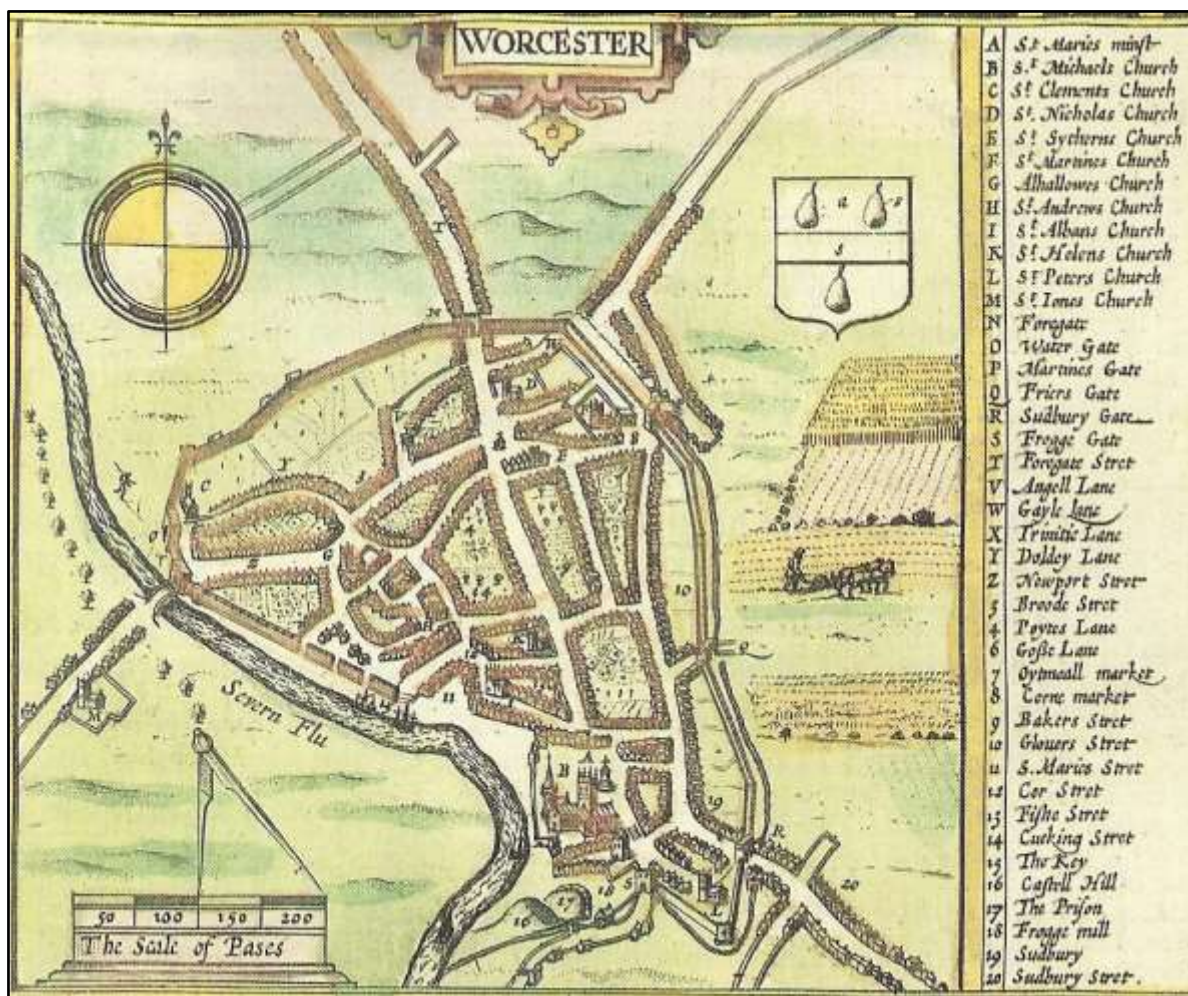 WORCESTER
A St Maries minst
B St Michaels Church
C St Clements Church
D St Nicholas Church
E St Sytherns Church
F St Martines Church
G Alhallowes Church
H St Andrews Church
I St Albans Church
K St Helens Church
L St Peters Church
M St Iones Church
N Foregate
O Water Gate
P Martines Gate
Q Friers Gate
R Sudbury Gate
S Frogge Gate
T Foregate Stret
V Angell Lane
W Gayle Lane
X Trinitie Lane
Y Doldey Lane
Z Newport Stret
5 Broode Stret
4 Poytes Lane
6 Goße Lane
7 Oytmeall market
8 Corne market
9 Bakers Stret
10 Glovers Stret
11 S. Maries Stret
12 Cor Stret
13 Fishe Stret
14 Cucking Stret
15 The Key
16 Castell Hill
17 The Prison
18 Frogge mill
19 Sudbury
20 Sudbury Stret.
Severn Flu
50 100 150 200
The Scale of Pases